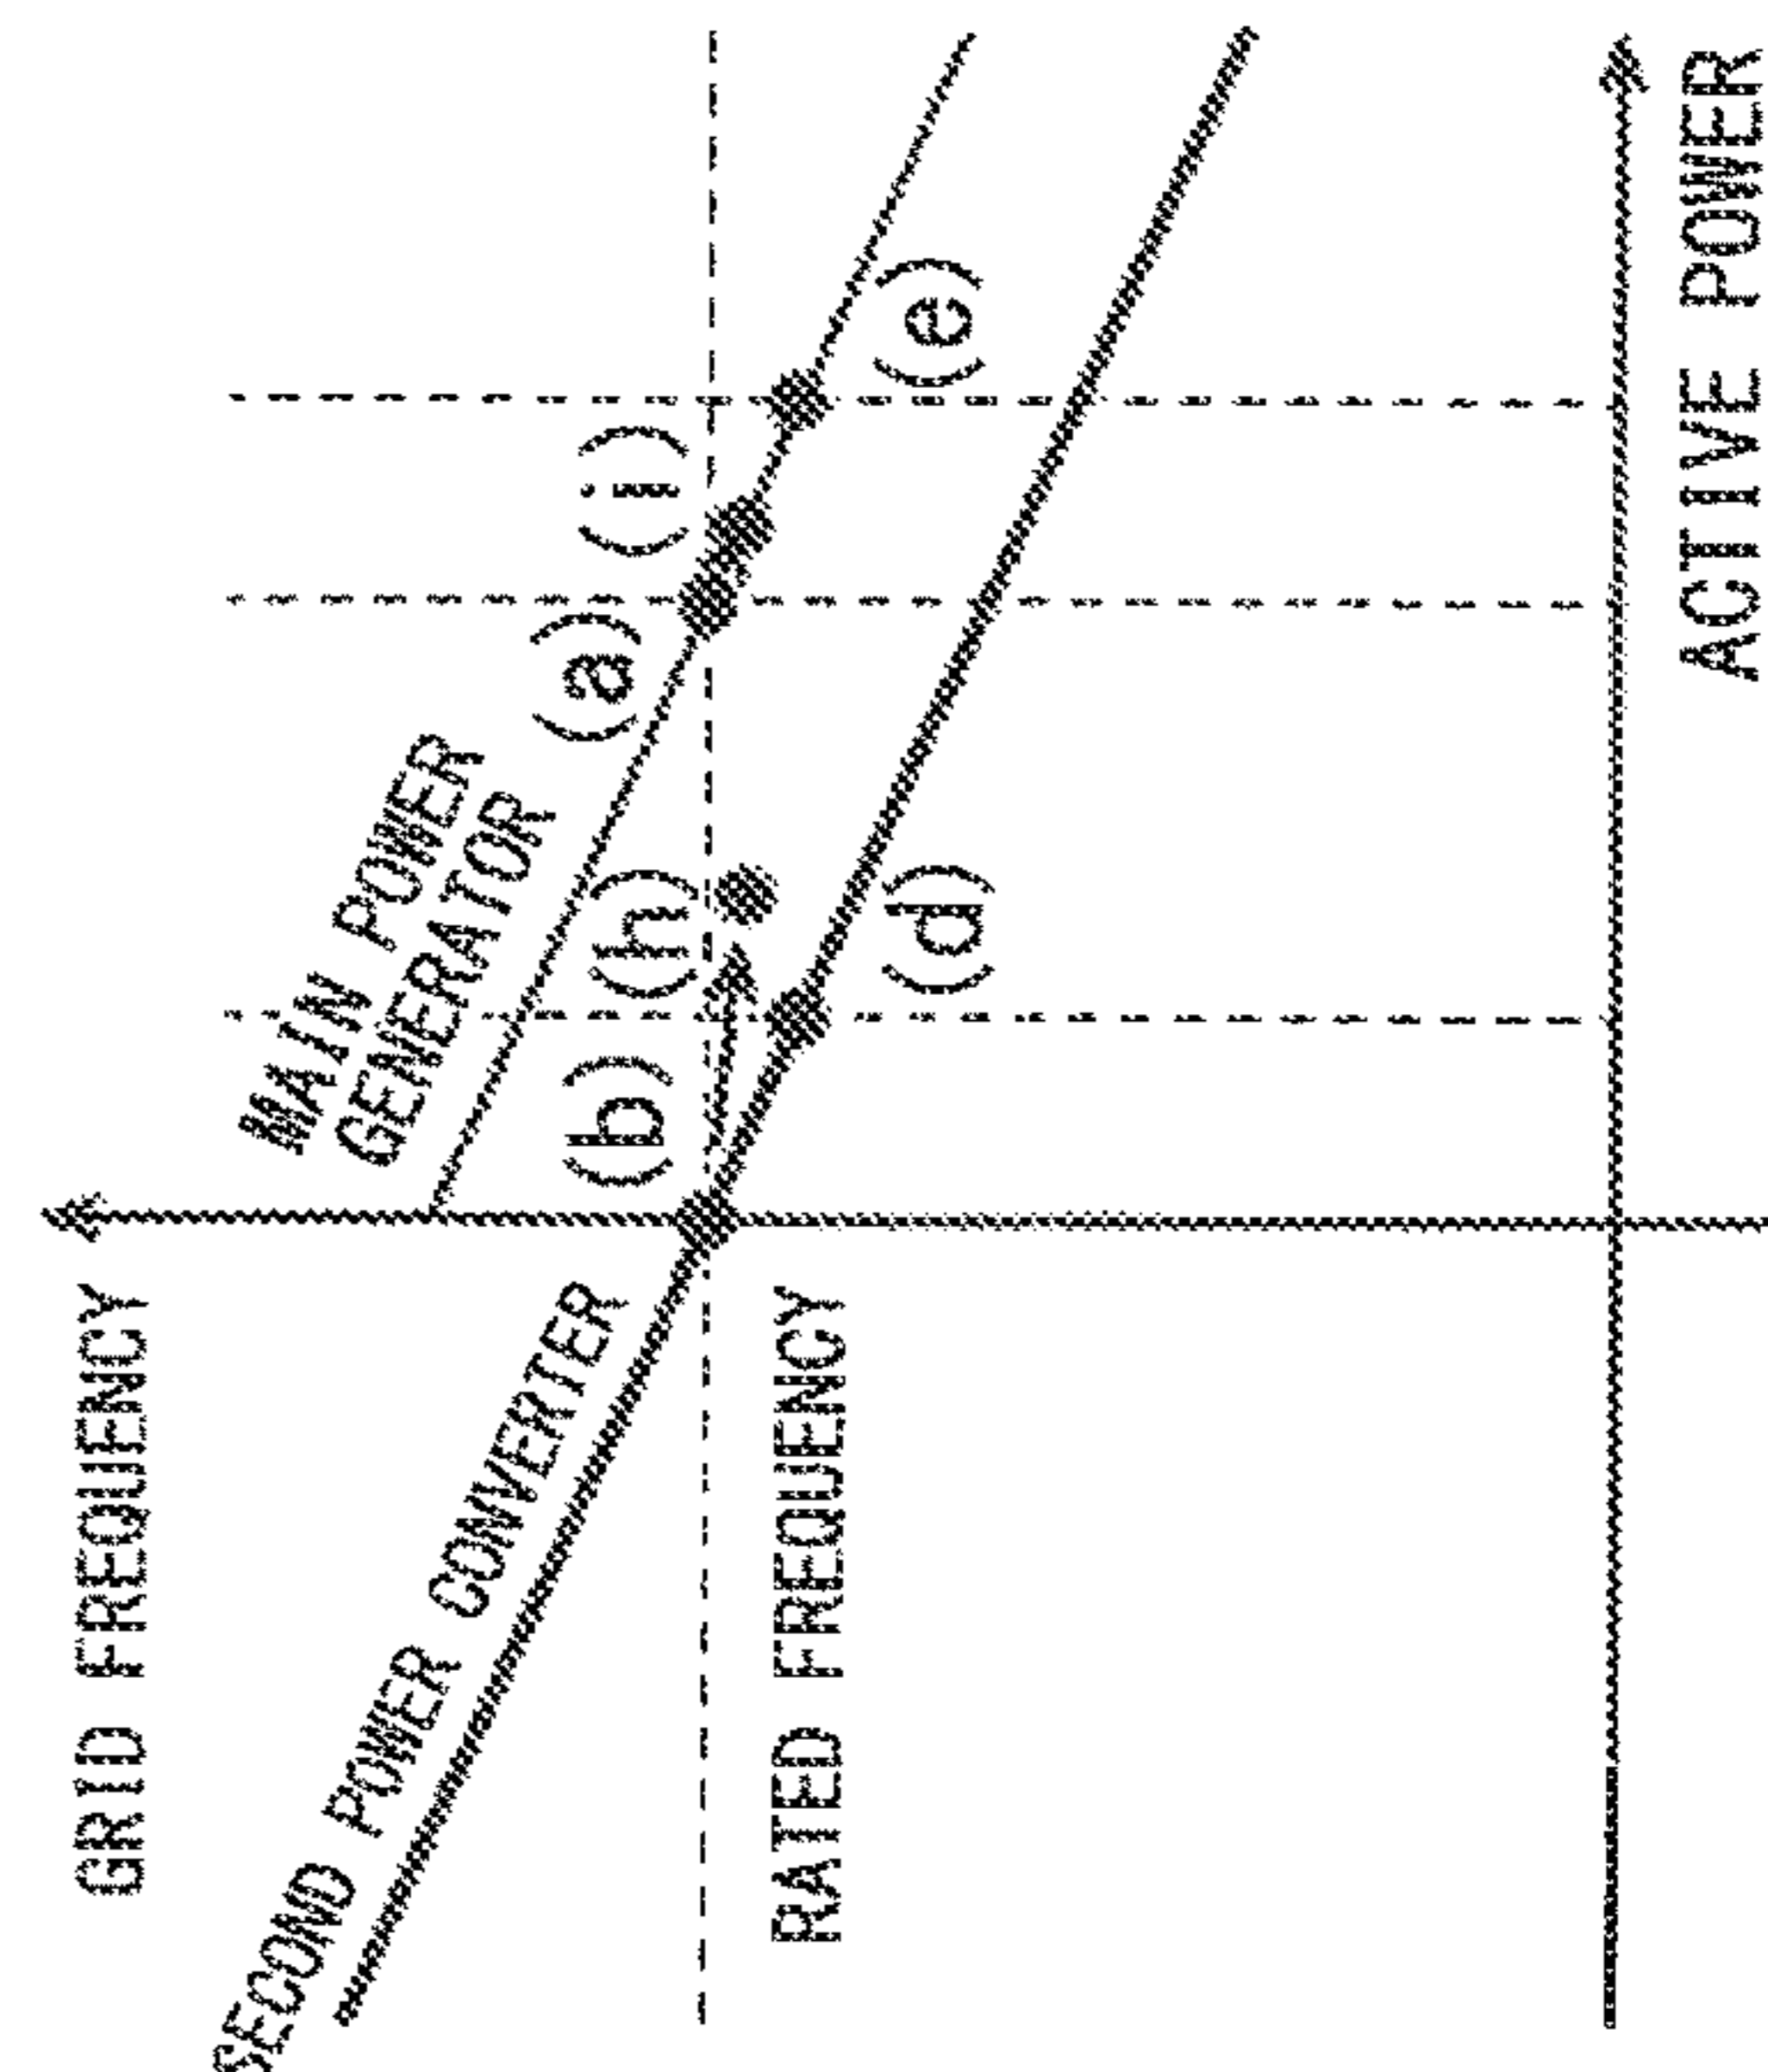 GRID FREQUENCY
MAIN POWER
GENERATOR
SECOND POWER CONVERTER
(b)
(h)
(a)
(i)
RATED FREQUENCY
(d)
(e)
ACTIVE POWER